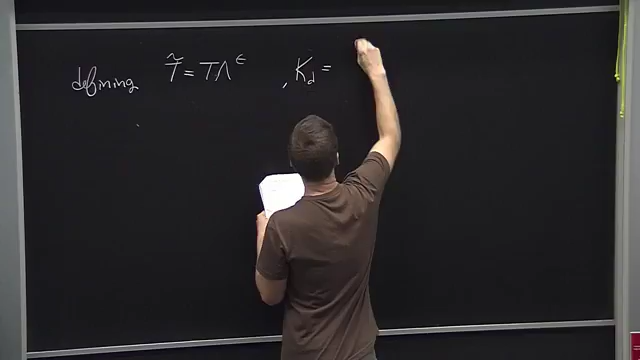 defining T̃ = TΛ^ε , K_d =